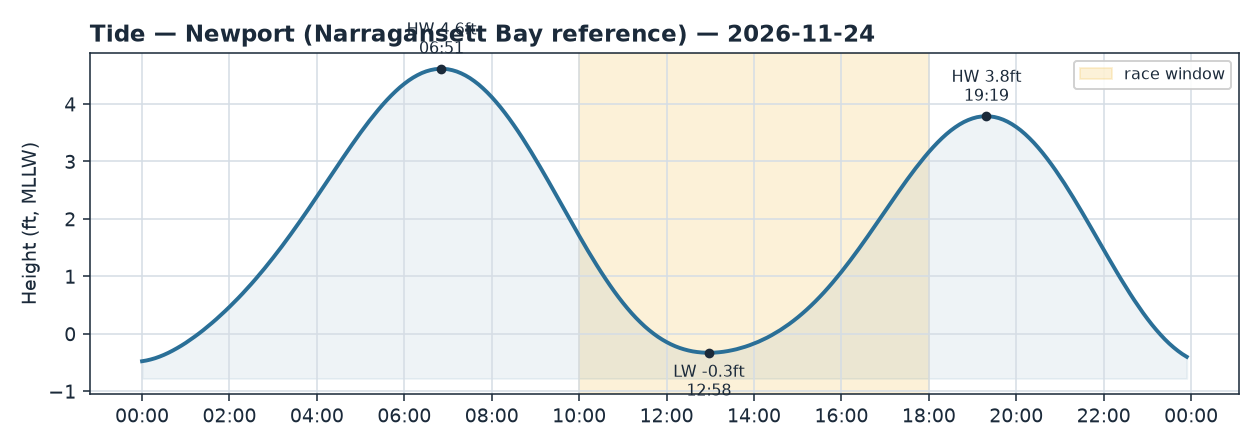 Tide — Newport (Narragansett Bay reference) — 2026-11-24
HW 4.6ft
06:51
HW 3.8ft
19:19
race window
LW -0.3ft
12:58
Height (ft, MLLW)
4
3
2
1
0
−1
00:00 02:00 04:00 06:00 08:00 10:00 12:00 14:00 16:00 18:00 20:00 22:00 00:00